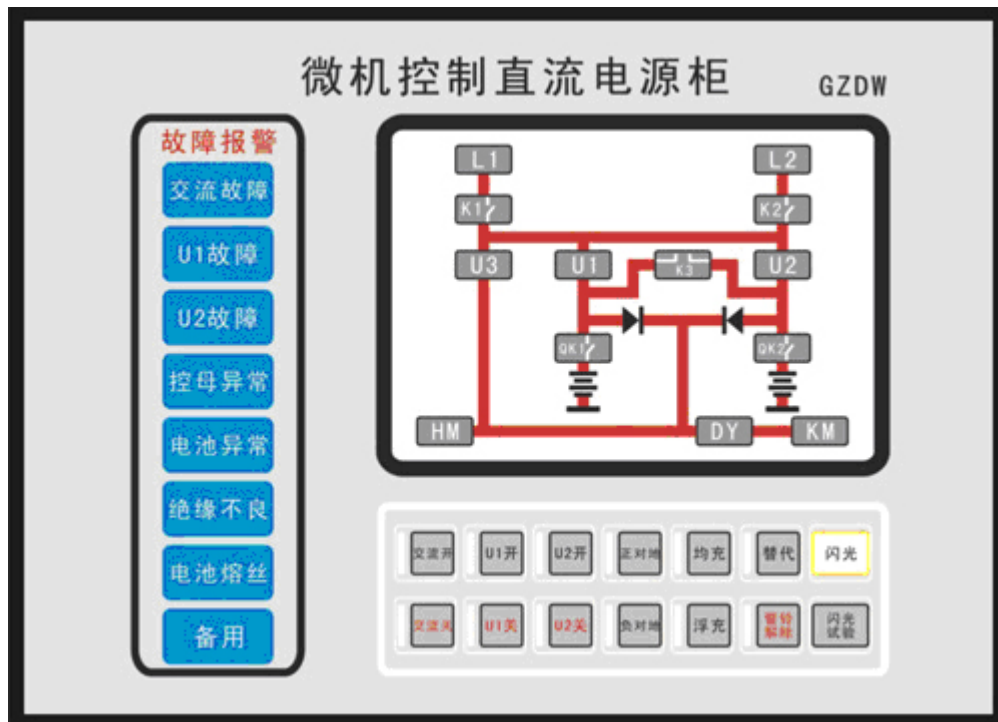 微机控制直流电源柜 GZDW
故障报警
交流故障
U1故障
U2故障
控母异常
电池异常
绝缘不良
电池熔丝
备用
L1 L2
K1 K2
U3 U1 K3 U2
QK1 QK2
HM DY KM
交流开 U1开 U2开 正对地 均充 替代 闪光
交流关 U1关 U2关 负对地 浮充 警铃解除 闪光试验